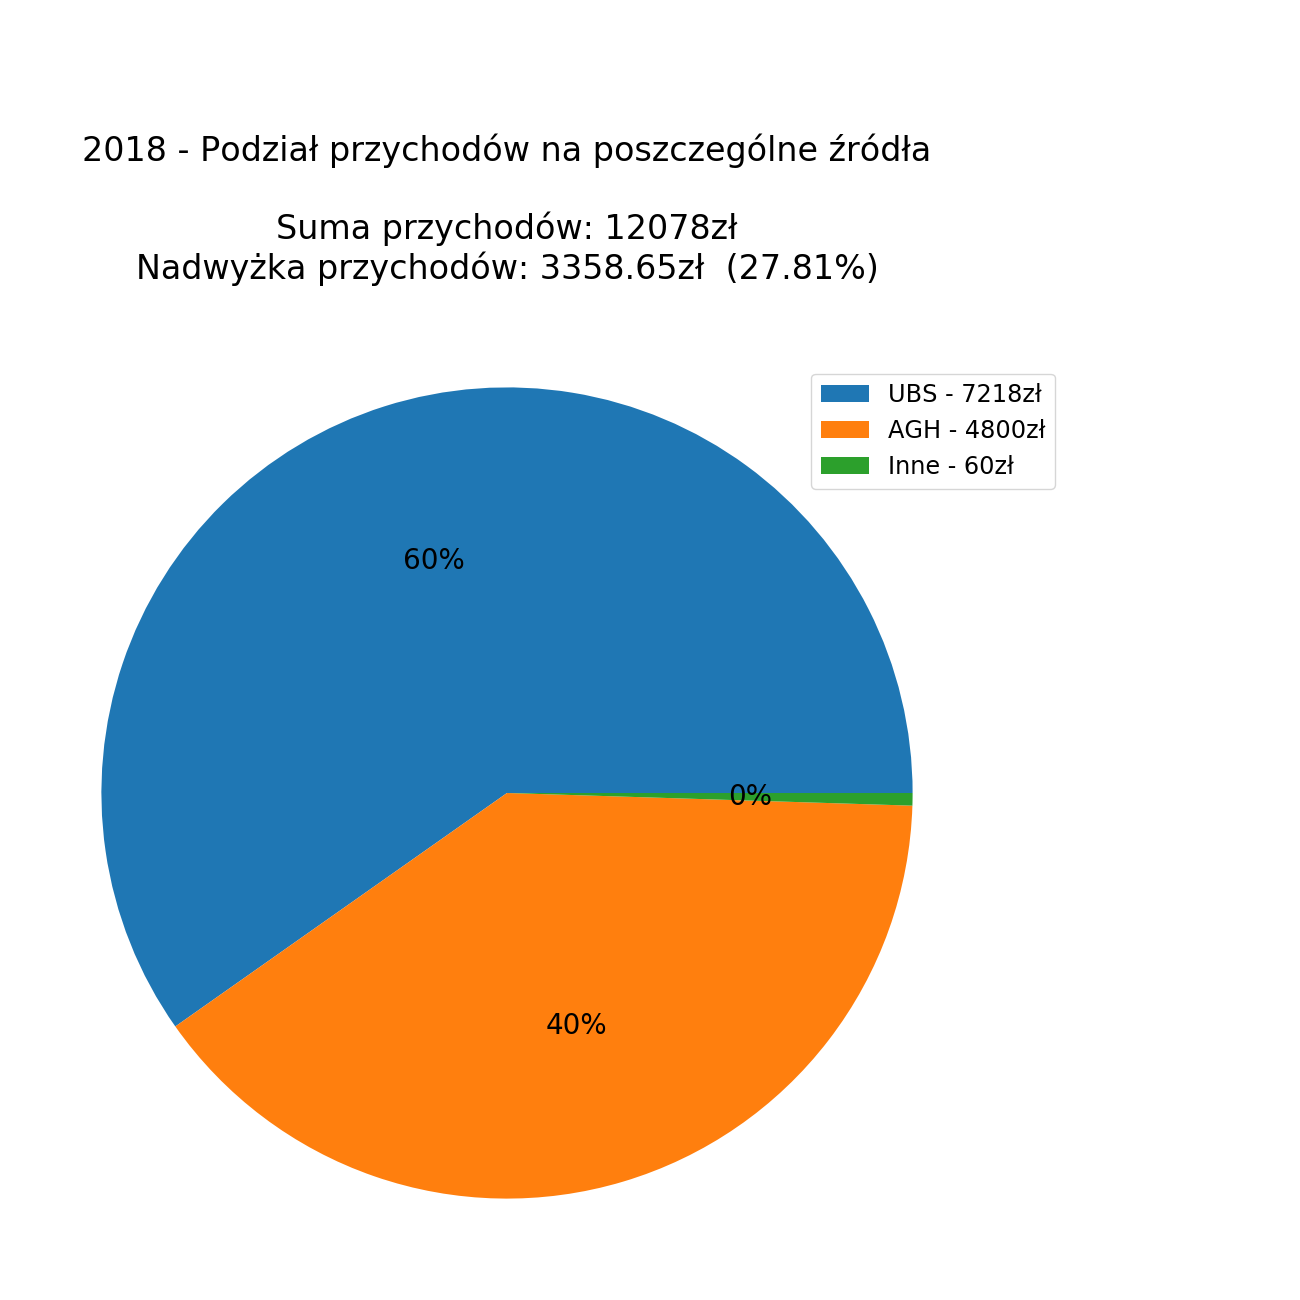 2018 - Podział przychodów na poszczególne źródła
Suma przychodów: 12078zł
Nadwyżka przychodów: 3358.65zł  (27.81%)
UBS - 7218zł
AGH - 4800zł
Inne - 60zł
60%
0%
40%